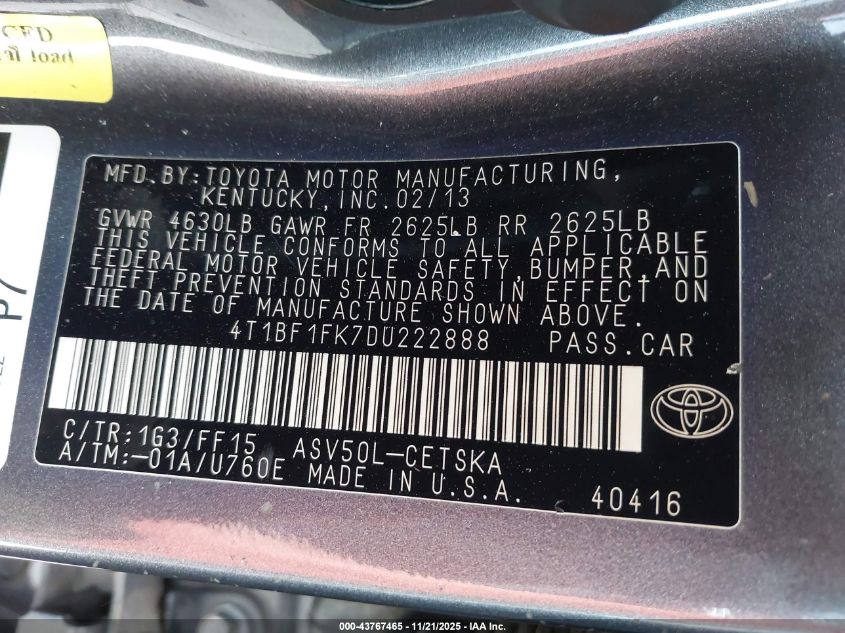 CED
al load
P7
MFD.BY:TOYOTA MOTOR MANUFACTURING,
KENTUCKY,INC.02/13
GVWR 4630LB GAWR FR 2625LB RR 2625LB
THIS VEHICLE CONFORMS TO ALL APPLICABLE
FEDERAL MOTOR VEHICLE SAFETY,BUMPER,AND
THEFT PREVENTION STANDARDS IN EFFECT ON
THE DATE OF MANUFACTURE SHOWN ABOVE.
4T1BF1FK7DU222888 PASS.CAR
C/TR:1G3/FF15 ASV50L-CETSKA
A/TM:-01A/U760E MADE IN U.S.A.
40416
000-43767465 - 11/21/2025 - © IAA Inc.